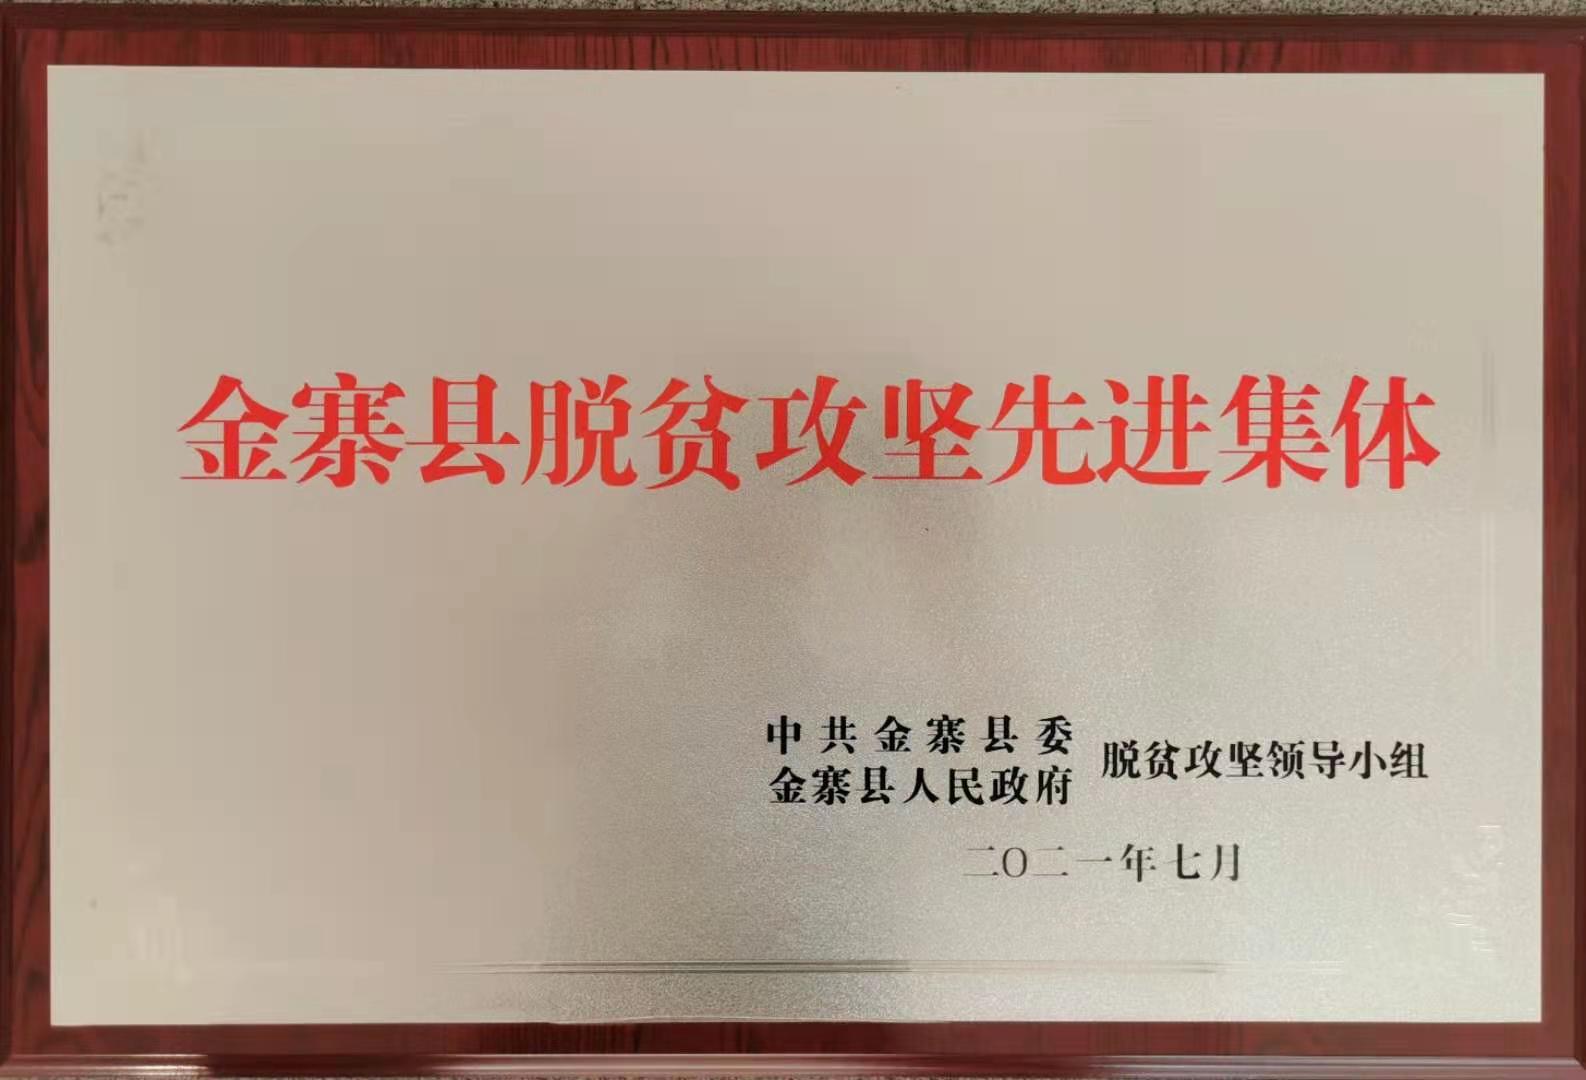 金寨县脱贫攻坚先进集体
中共金寨县委
金寨县人民政府
脱贫攻坚领导小组
二〇二一年七月